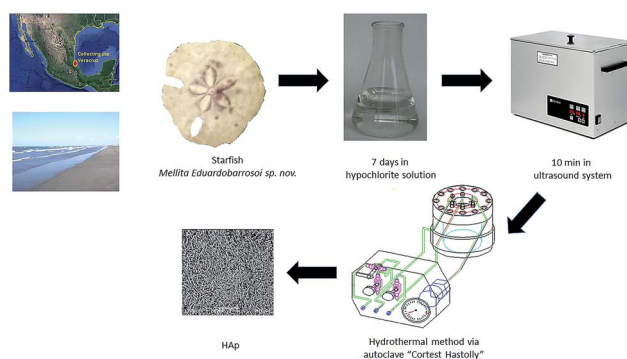 Collecting site:
Veracruz
Starfish
Mellita Eduardobarrosoi sp. nov.
7 days in
hypochlorite solution
10 min in
ultrasound system
Hydrothermal method via
autoclave "Cortest Hastolly"
HAp